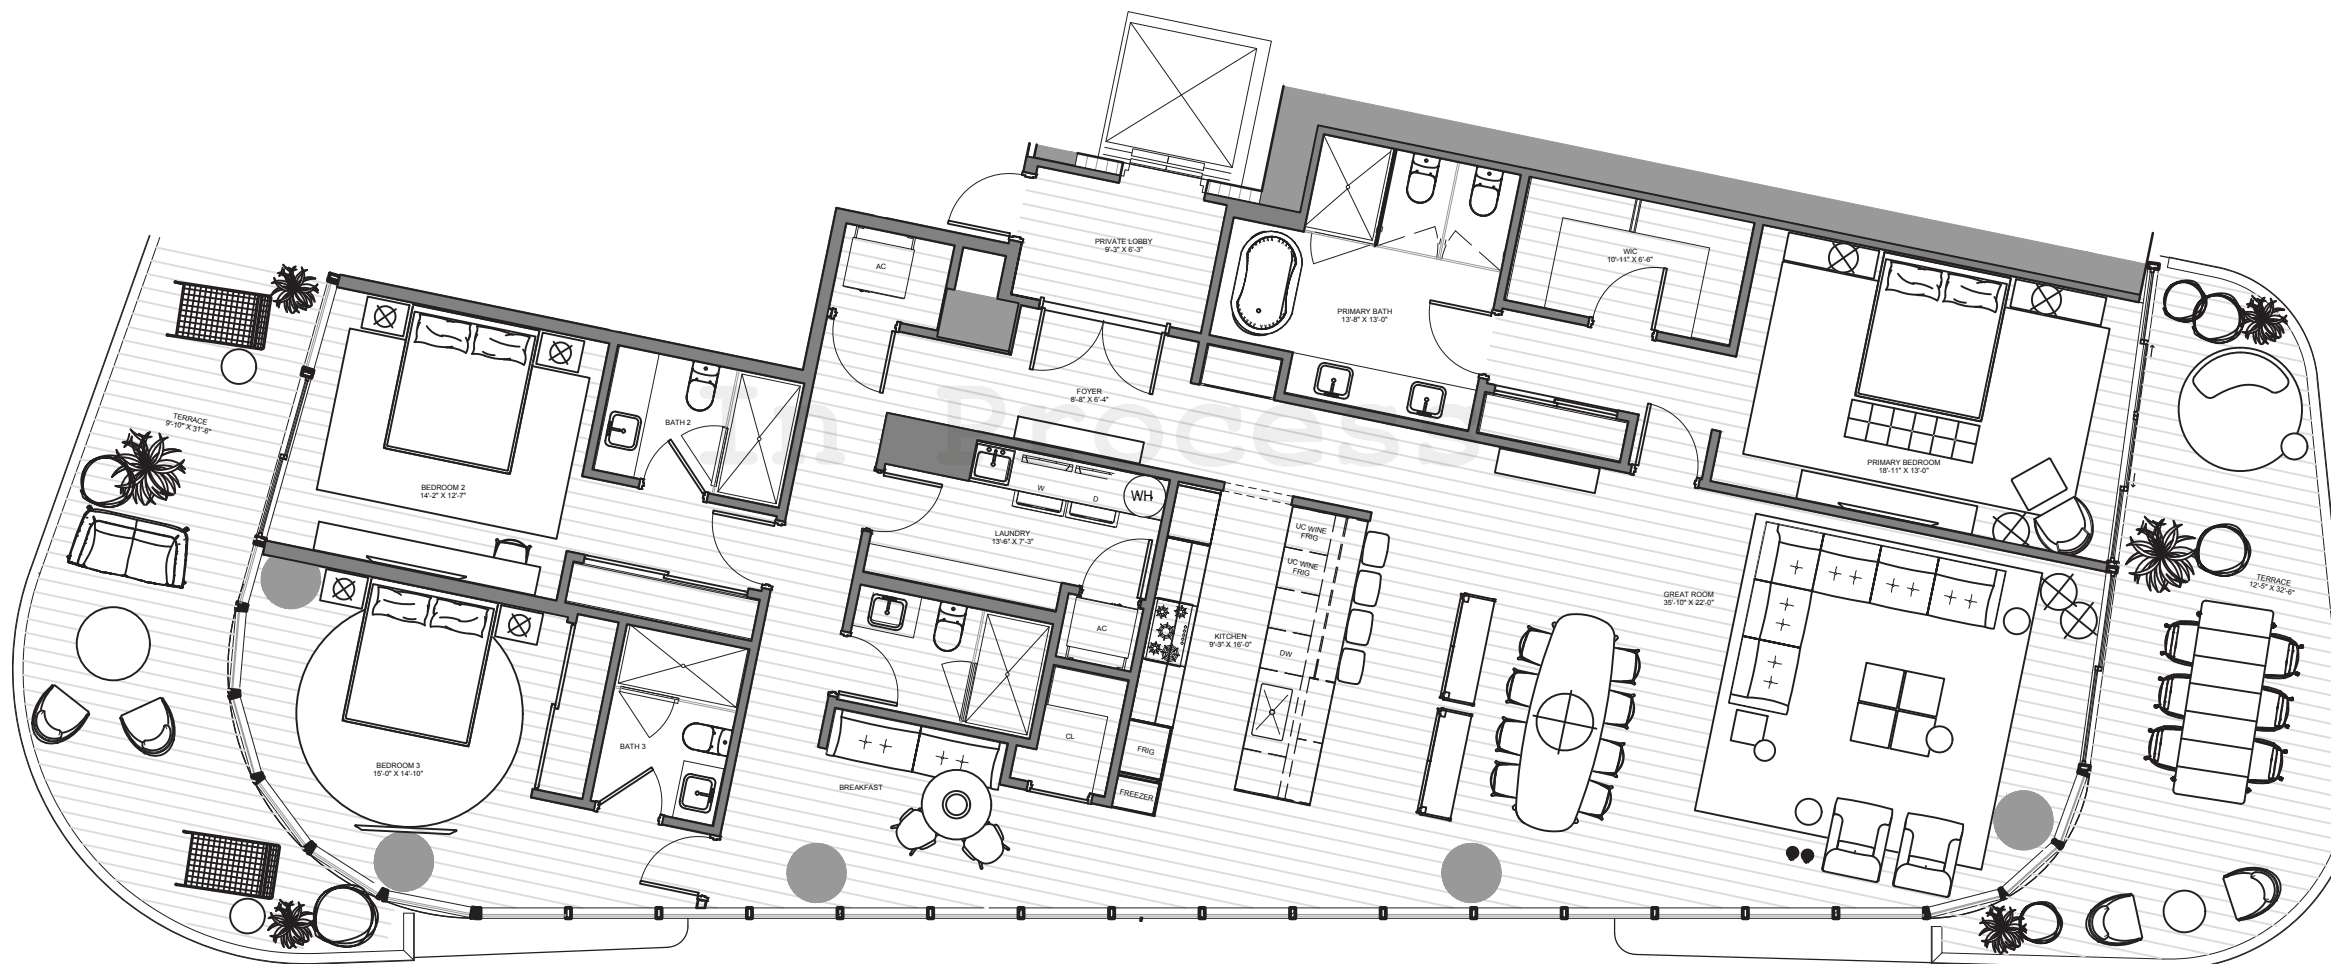 PRIVATE LOBBY
9'-3" X 6'-3"
AC
WIC
10'-11" X 6'-6"
PRIMARY BATH
13'-8" X 13'-0"
FOYER
8'-8" X 6'-4"
In Process
TERRACE
9'-10" X 31'-6"
BATH 2
BEDROOM 2
14'-2" X 12'-7"
PRIMARY BEDROOM
18'-11" X 13'-0"
W
D
WH
LAUNDRY
13'-6" X 7'-3"
UC WINE
FRIG
UC WINE
FRIG
TERRACE
12'-5" X 32'-6"
GREAT ROOM
35'-10" X 22'-0"
AC
KITCHEN
9'-3" X 16'-0"
DW
CL
BATH 3
FRIG
BEDROOM 3
15'-0" X 14'-10"
BREAKFAST
FREEZER